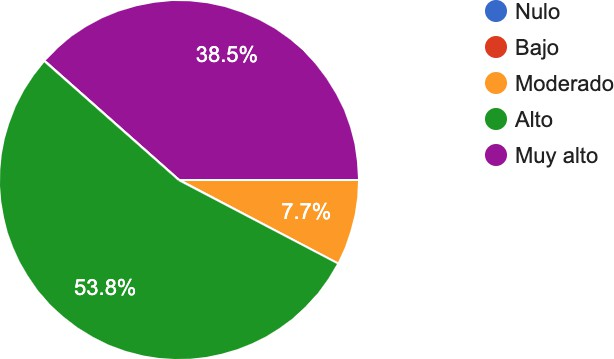 38.5%
7.7%
53.8%
Nulo
Bajo
Moderado
Alto
Muy alto